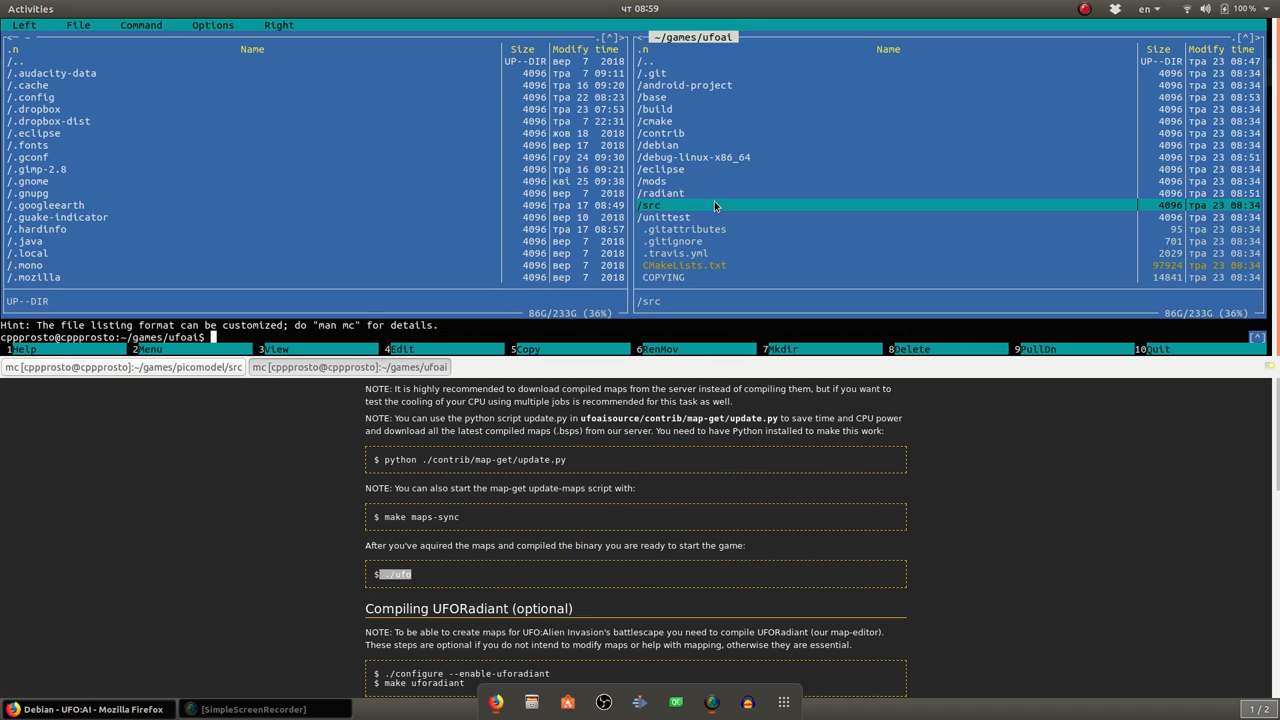 Activities чт 08:59 en 100 %
Left File Command Options Right
<─ ~ .[^]> <─ ~/games/ufoai .[^]>
.n Name Size Modify time .n Name Size Modify time
/.. UP--DIR вер 7 2018 /.. UP--DIR тра 23 08:47
/.audacity-data 4096 тра 7 09:11 /.git 4096 тра 23 08:34
/.cache 4096 тра 16 09:20 /android-project 4096 тра 23 08:34
/.config 4096 тра 22 08:23 /base 4096 тра 23 08:53
/.dropbox 4096 тра 23 07:53 /build 4096 тра 23 08:34
/.dropbox-dist 4096 тра 7 22:31 /cmake 4096 тра 23 08:34
/.eclipse 4096 жов 18 2018 /contrib 4096 тра 23 08:34
/.fonts 4096 вер 17 2018 /debian 4096 тра 23 08:34
/.gconf 4096 гру 24 09:30 /debug-linux-x86_64 4096 тра 23 08:51
/.gimp-2.8 4096 тра 16 09:21 /eclipse 4096 тра 23 08:34
/.gnome 4096 кві 25 09:38 /mods 4096 тра 23 08:34
/.gnupg 4096 вер 7 2018 /radiant 4096 тра 23 08:51
/.googleearth 4096 тра 17 08:49 /src 4096 тра 23 08:34
/.guake-indicator 4096 вер 10 2018 /unittest 4096 тра 23 08:34
/.hardinfo 4096 тра 17 08:57 .gitattributes 95 тра 23 08:34
/.java 4096 вер 7 2018 .gitignore 701 тра 23 08:34
/.local 4096 вер 7 2018 .travis.yml 2029 тра 23 08:34
/.mono 4096 вер 7 2018 CMakeLists.txt 97924 тра 23 08:34
/.mozilla 4096 вер 7 2018 COPYING 14841 тра 23 08:34
UP--DIR /src
86G/233G (36%) 86G/233G (36%)
Hint: The file listing format can be customized; do "man mc" for details.
cppprosto@cppprosto:~/games/ufoai$ [^]
1Help 2Menu 3View 4Edit 5Copy 6RenMov 7Mkdir 8Delete 9PullDn 10Quit
mc [cppprosto@cppprosto]:~/games/picomodel/src mc [cppprosto@cppprosto]:~/games/ufoai
NOTE: It is highly recommended to download compiled maps from the server instead of compiling them, but if you want to
test the cooling of your CPU using multiple jobs is recommended for this task as well.
NOTE: You can use the python script update.py in ufoaisource/contrib/map-get/update.py to save time and CPU power
and download all the latest compiled maps (.bsps) from our server. You need to have Python installed to make this work:
$ python ./contrib/map-get/update.py
NOTE: You can also start the map-get update-maps script with:
$ make maps-sync
After you've aquired the maps and compiled the binary you are ready to start the game:
$ ./ufo
Compiling UFORadiant (optional)
NOTE: To be able to create maps for UFO:Alien Invasion's battlescape you need to compile UFORadiant (our map-editor).
These steps are optional if you do not intend to modify maps or help with mapping, otherwise they are essential.
$ ./configure --enable-uforadiant
$ make uforadiant
Debian - UFO:AI - Mozilla Firefox [SimpleScreenRecorder] 1 / 2